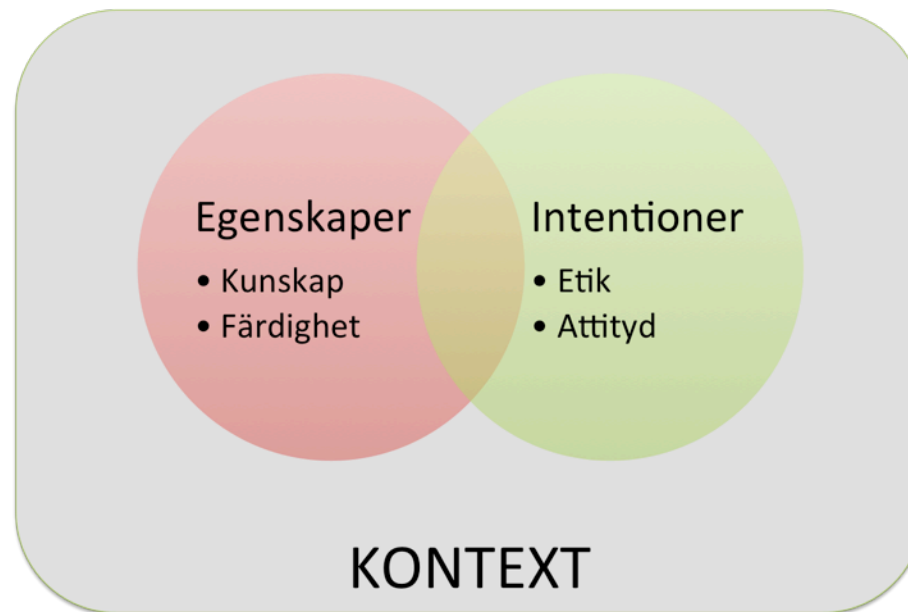 Egenskaper
• Kunskap
• Färdighet
Intentioner
• Etik
• Attityd
KONTEXT